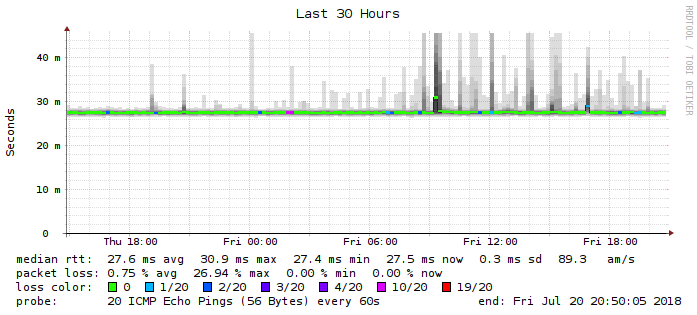 Last 30 Hours
RRDTOOL / TOBI OETIKER
Seconds
40 m
30 m
20 m
10 m
0
Thu 18:00 Fri 00:00 Fri 06:00 Fri 12:00 Fri 18:00
median rtt: 27.6 ms avg 30.9 ms max 27.4 ms min 27.5 ms now 0.3 ms sd 89.3 am/s
packet loss: 0.75 % avg 26.94 % max 0.00 % min 0.00 % now
loss color: 0 1/20 2/20 3/20 4/20 10/20 19/20
probe: 20 ICMP Echo Pings (56 Bytes) every 60s end: Fri Jul 20 20:50:05 2018